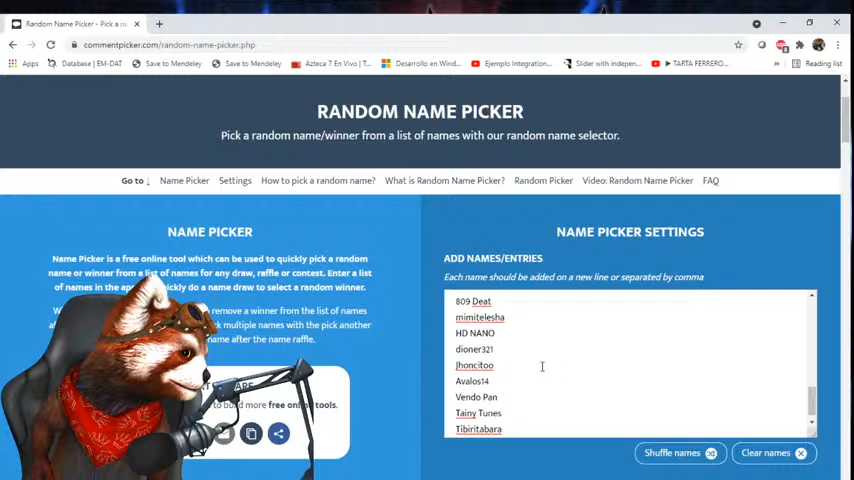 Random Name Picker - Pick a ra
commentpicker.com/random-name-picker.php
Apps Database | EM-DAT Save to Mendeley Save to Mendeley Azteca 7 En Vivo | T... Desarrollo en Wind... Ejemplo Integration... Slider with indepen... TARTA FERRERO... » Reading list
RANDOM NAME PICKER
Pick a random name/winner from a list of names with our random name selector.
Go to ↓ Name Picker Settings How to pick a random name? What is Random Name Picker? Random Picker Video: Random Name Picker FAQ
NAME PICKER
Name Picker is a free online tool which can be used to quickly pick a random
name or winner from a list of names for any draw, raffle or contest. Enter a list
of names in the quickly do a name draw to select a random winner.
remove a winner from the list of names
pick multiple names with the pick another
name after the name raffle.
to build more free online tools.
NAME PICKER SETTINGS
ADD NAMES/ENTRIES
Each name should be added on a new line or separated by comma
809 Deat
mimitelesha
HD NANO
dioner321
Jhoncitoo
Avalos14
Vendo Pan
Tainy Tunes
Tibiritabara
Shuffle names Clear names